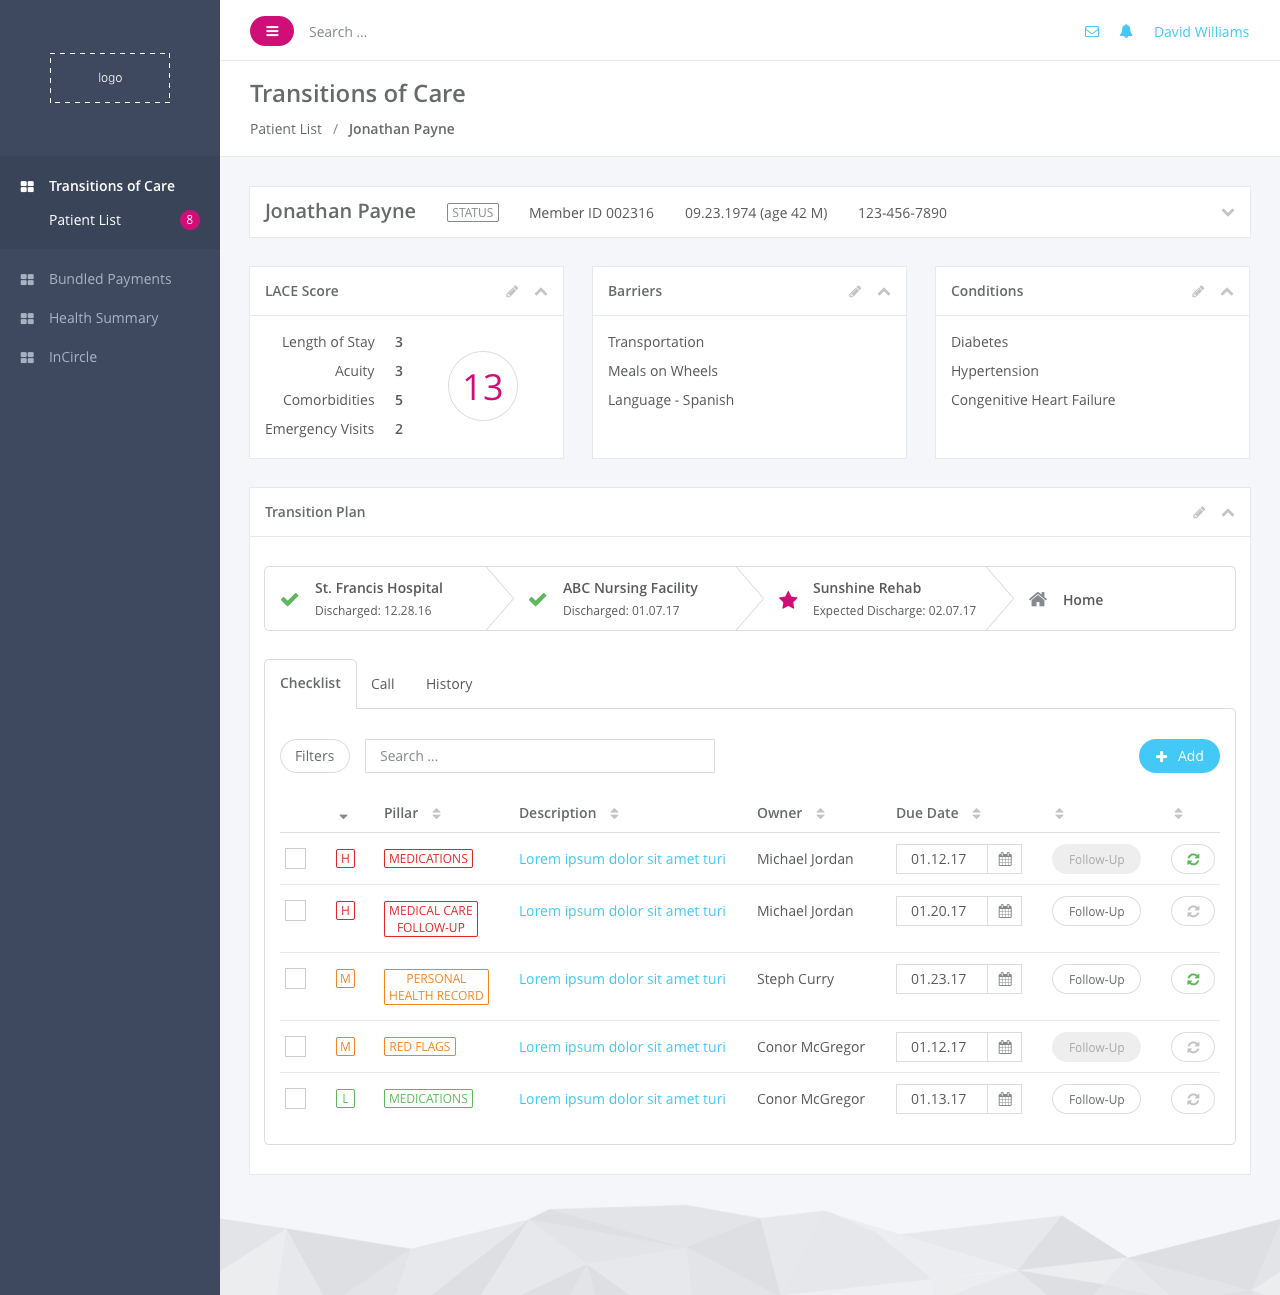 logo
Search ...
David Williams
Transitions of Care
Patient List / Jonathan Payne
Transitions of Care
Patient List 8
Bundled Payments
Health Summary
InCircle
Jonathan Payne STATUS Member ID 002316 09.23.1974 (age 42 M) 123-456-7890
LACE Score
Length of Stay 3
Acuity 3
Comorbidities 5
Emergency Visits 2
13
Barriers
Transportation
Meals on Wheels
Language - Spanish
Conditions
Diabetes
Hypertension
Congenitive Heart Failure
Transition Plan
St. Francis Hospital
Discharged: 12.28.16
ABC Nursing Facility
Discharged: 01.07.17
Sunshine Rehab
Expected Discharge: 02.07.17
Home
Checklist Call History
Filters Search ... Add
Pillar Description Owner Due Date
H MEDICATIONS Lorem ipsum dolor sit amet turi Michael Jordan 01.12.17 Follow-Up
H MEDICAL CARE Lorem ipsum dolor sit amet turi Michael Jordan 01.20.17 Follow-Up
FOLLOW-UP
M PERSONAL Lorem ipsum dolor sit amet turi Steph Curry 01.23.17 Follow-Up
HEALTH RECORD
M RED FLAGS Lorem ipsum dolor sit amet turi Conor McGregor 01.12.17 Follow-Up
L MEDICATIONS Lorem ipsum dolor sit amet turi Conor McGregor 01.13.17 Follow-Up